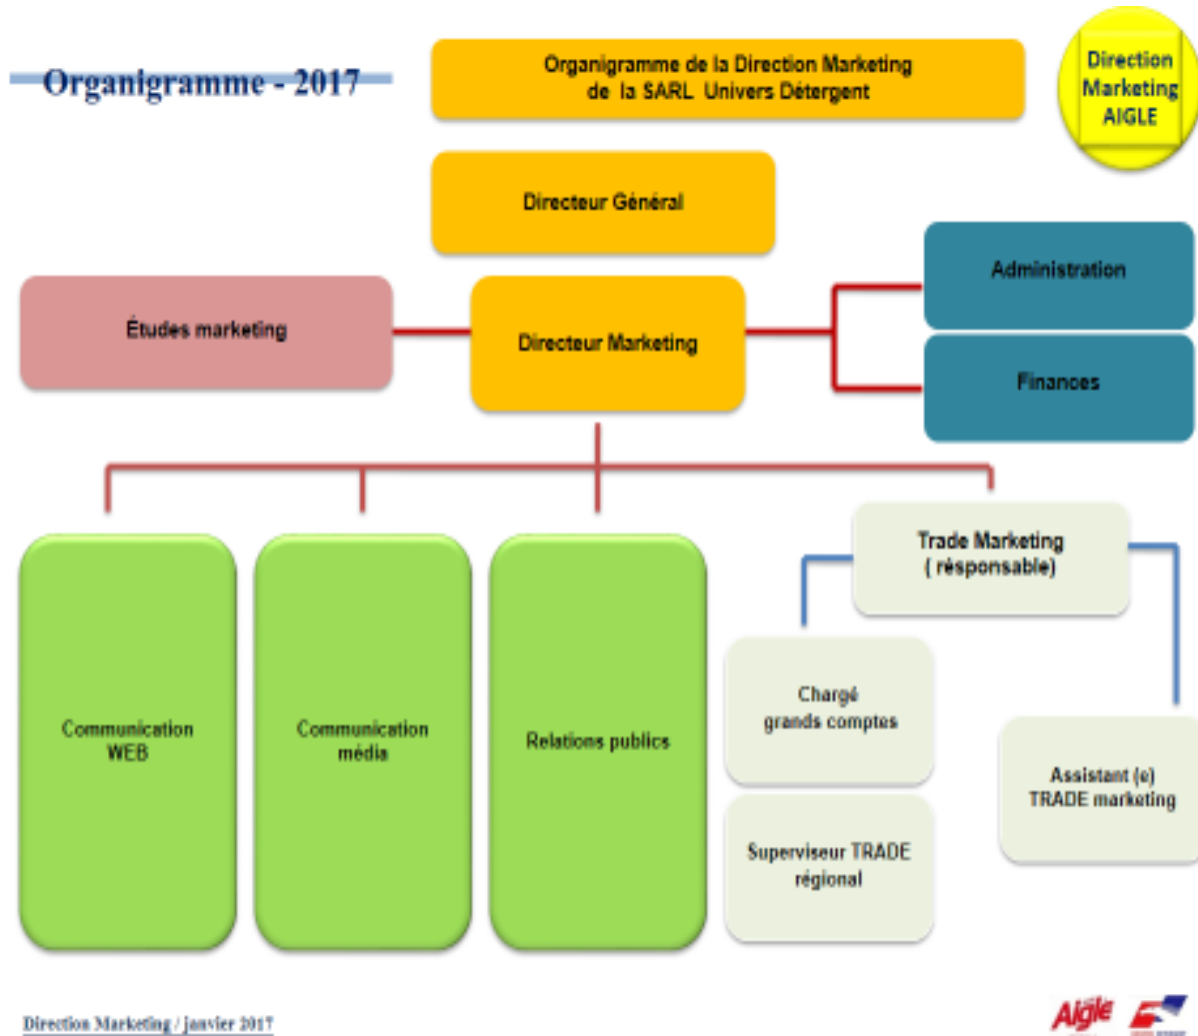 Organigramme - 2017
Organigramme de la Direction Marketing
de la SARL Univers Détergent
Direction
Marketing
AIGLE
Directeur Général
Études marketing
Directeur Marketing
Administration
Finances
Communication
WEB
Communication
média
Relations publics
Trade Marketing
( résponsable)
Chargé
grands comptes
Superviseur TRADE
régional
Assistant (e)
TRADE marketing
Direction Marketing / janvier 2017
Aigle